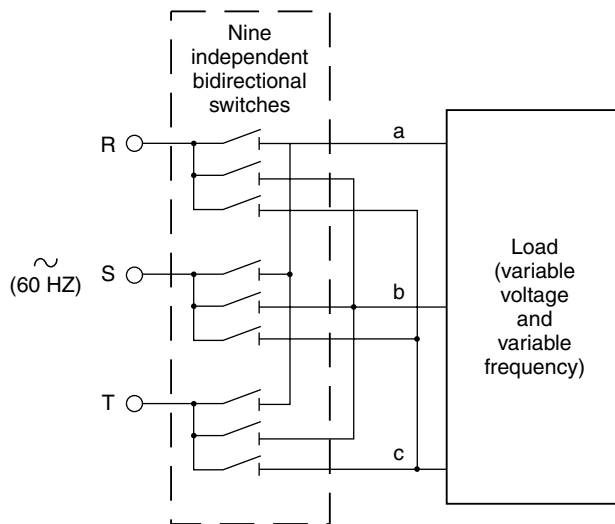 Nine
independent
bidirectional
switches
R
a
S
∼
(60 HZ)
b
Load
(variable
voltage
and
variable
frequency)
T
c